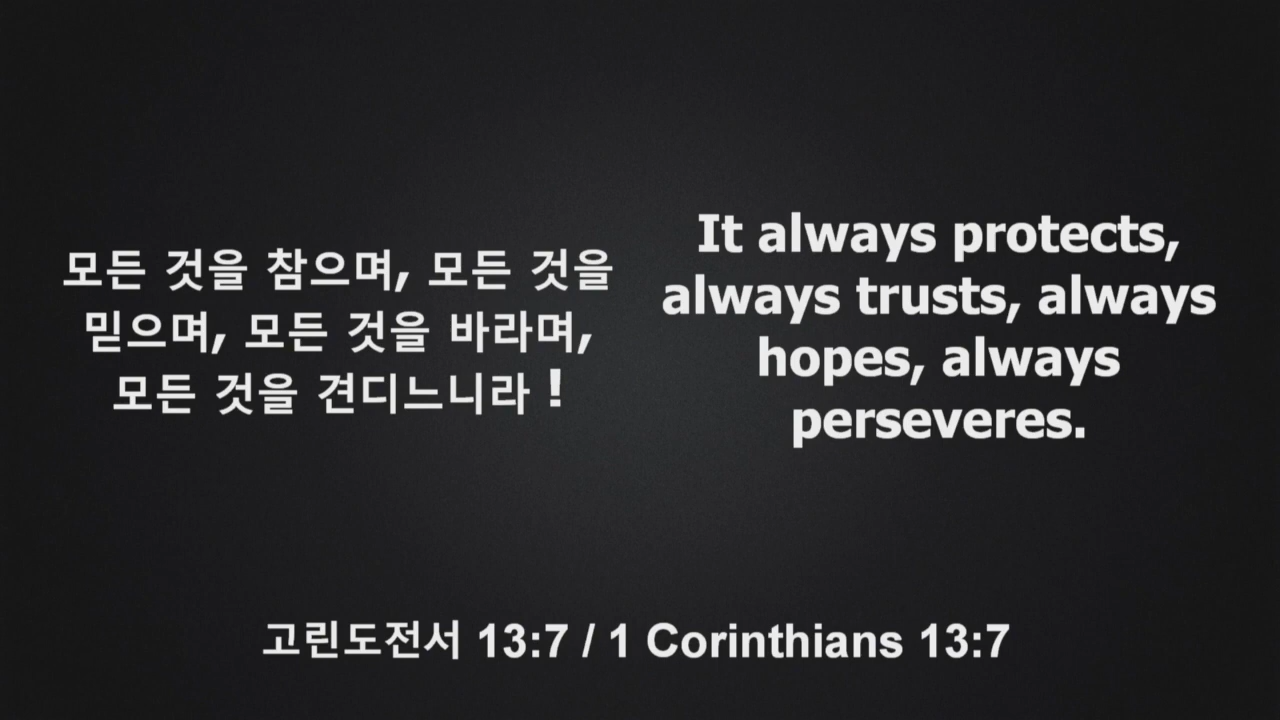 모든 것을 참으며, 모든 것을
믿으며, 모든 것을 바라며,
모든 것을 견디느니라 !
It always protects,
always trusts, always
hopes, always
perseveres.
고린도전서 13:7 / 1 Corinthians 13:7